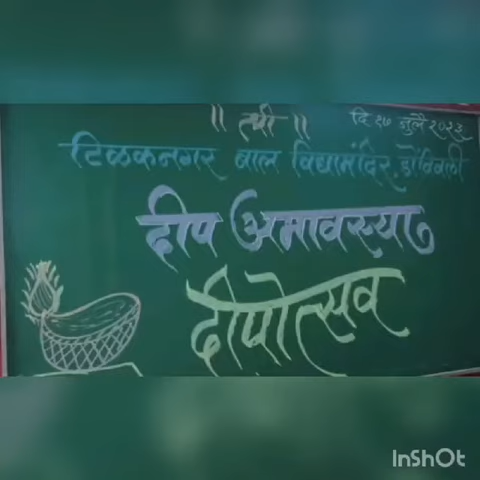 || श्री ||
दि १७ जुलै २०२३
टिळकनगर बाल विद्यामंदिर, डोंबिवली
दीप अमावस्या
दीपोत्सव
InShOt